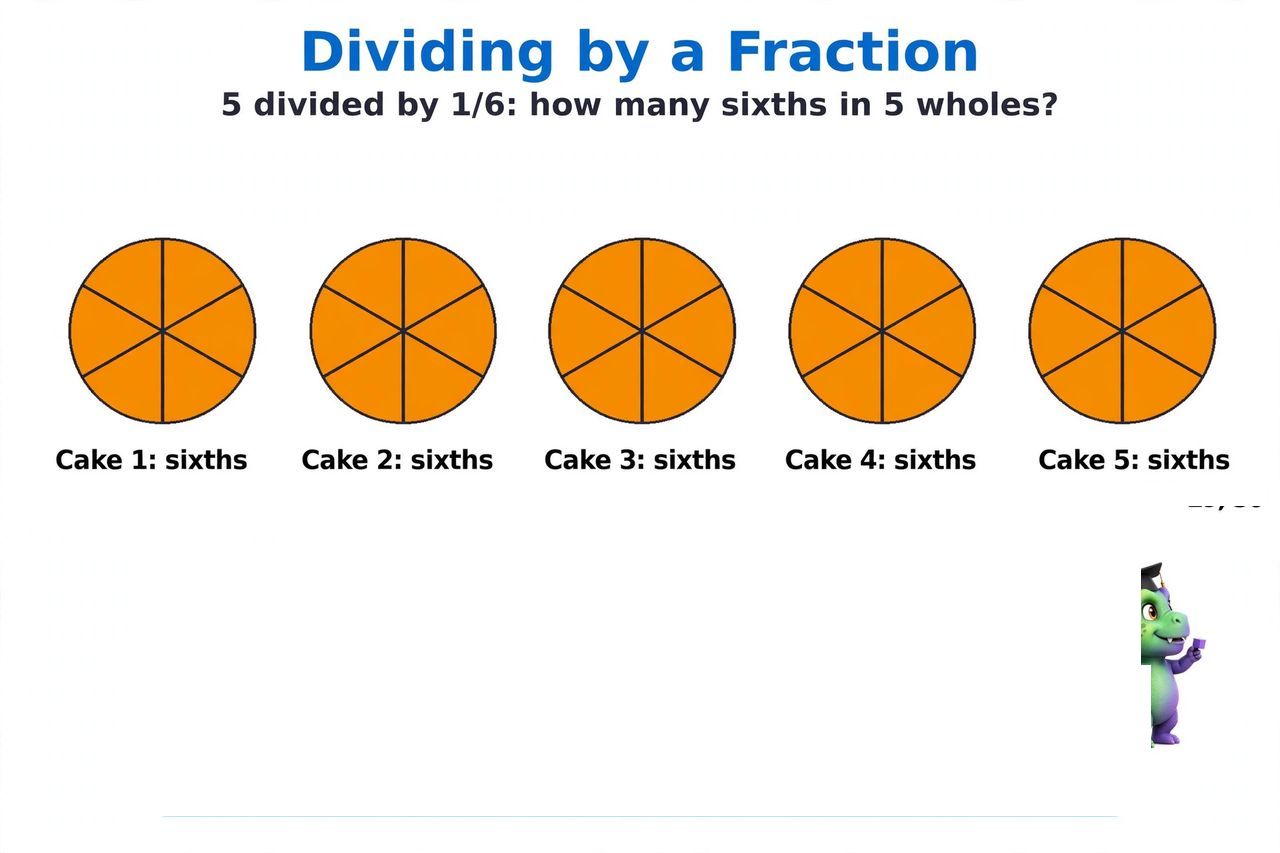 Dividing by a Fraction
5 divided by 1/6: how many sixths in 5 wholes?
Cake 1: sixths
Cake 2: sixths
Cake 3: sixths
Cake 4: sixths
Cake 5: sixths